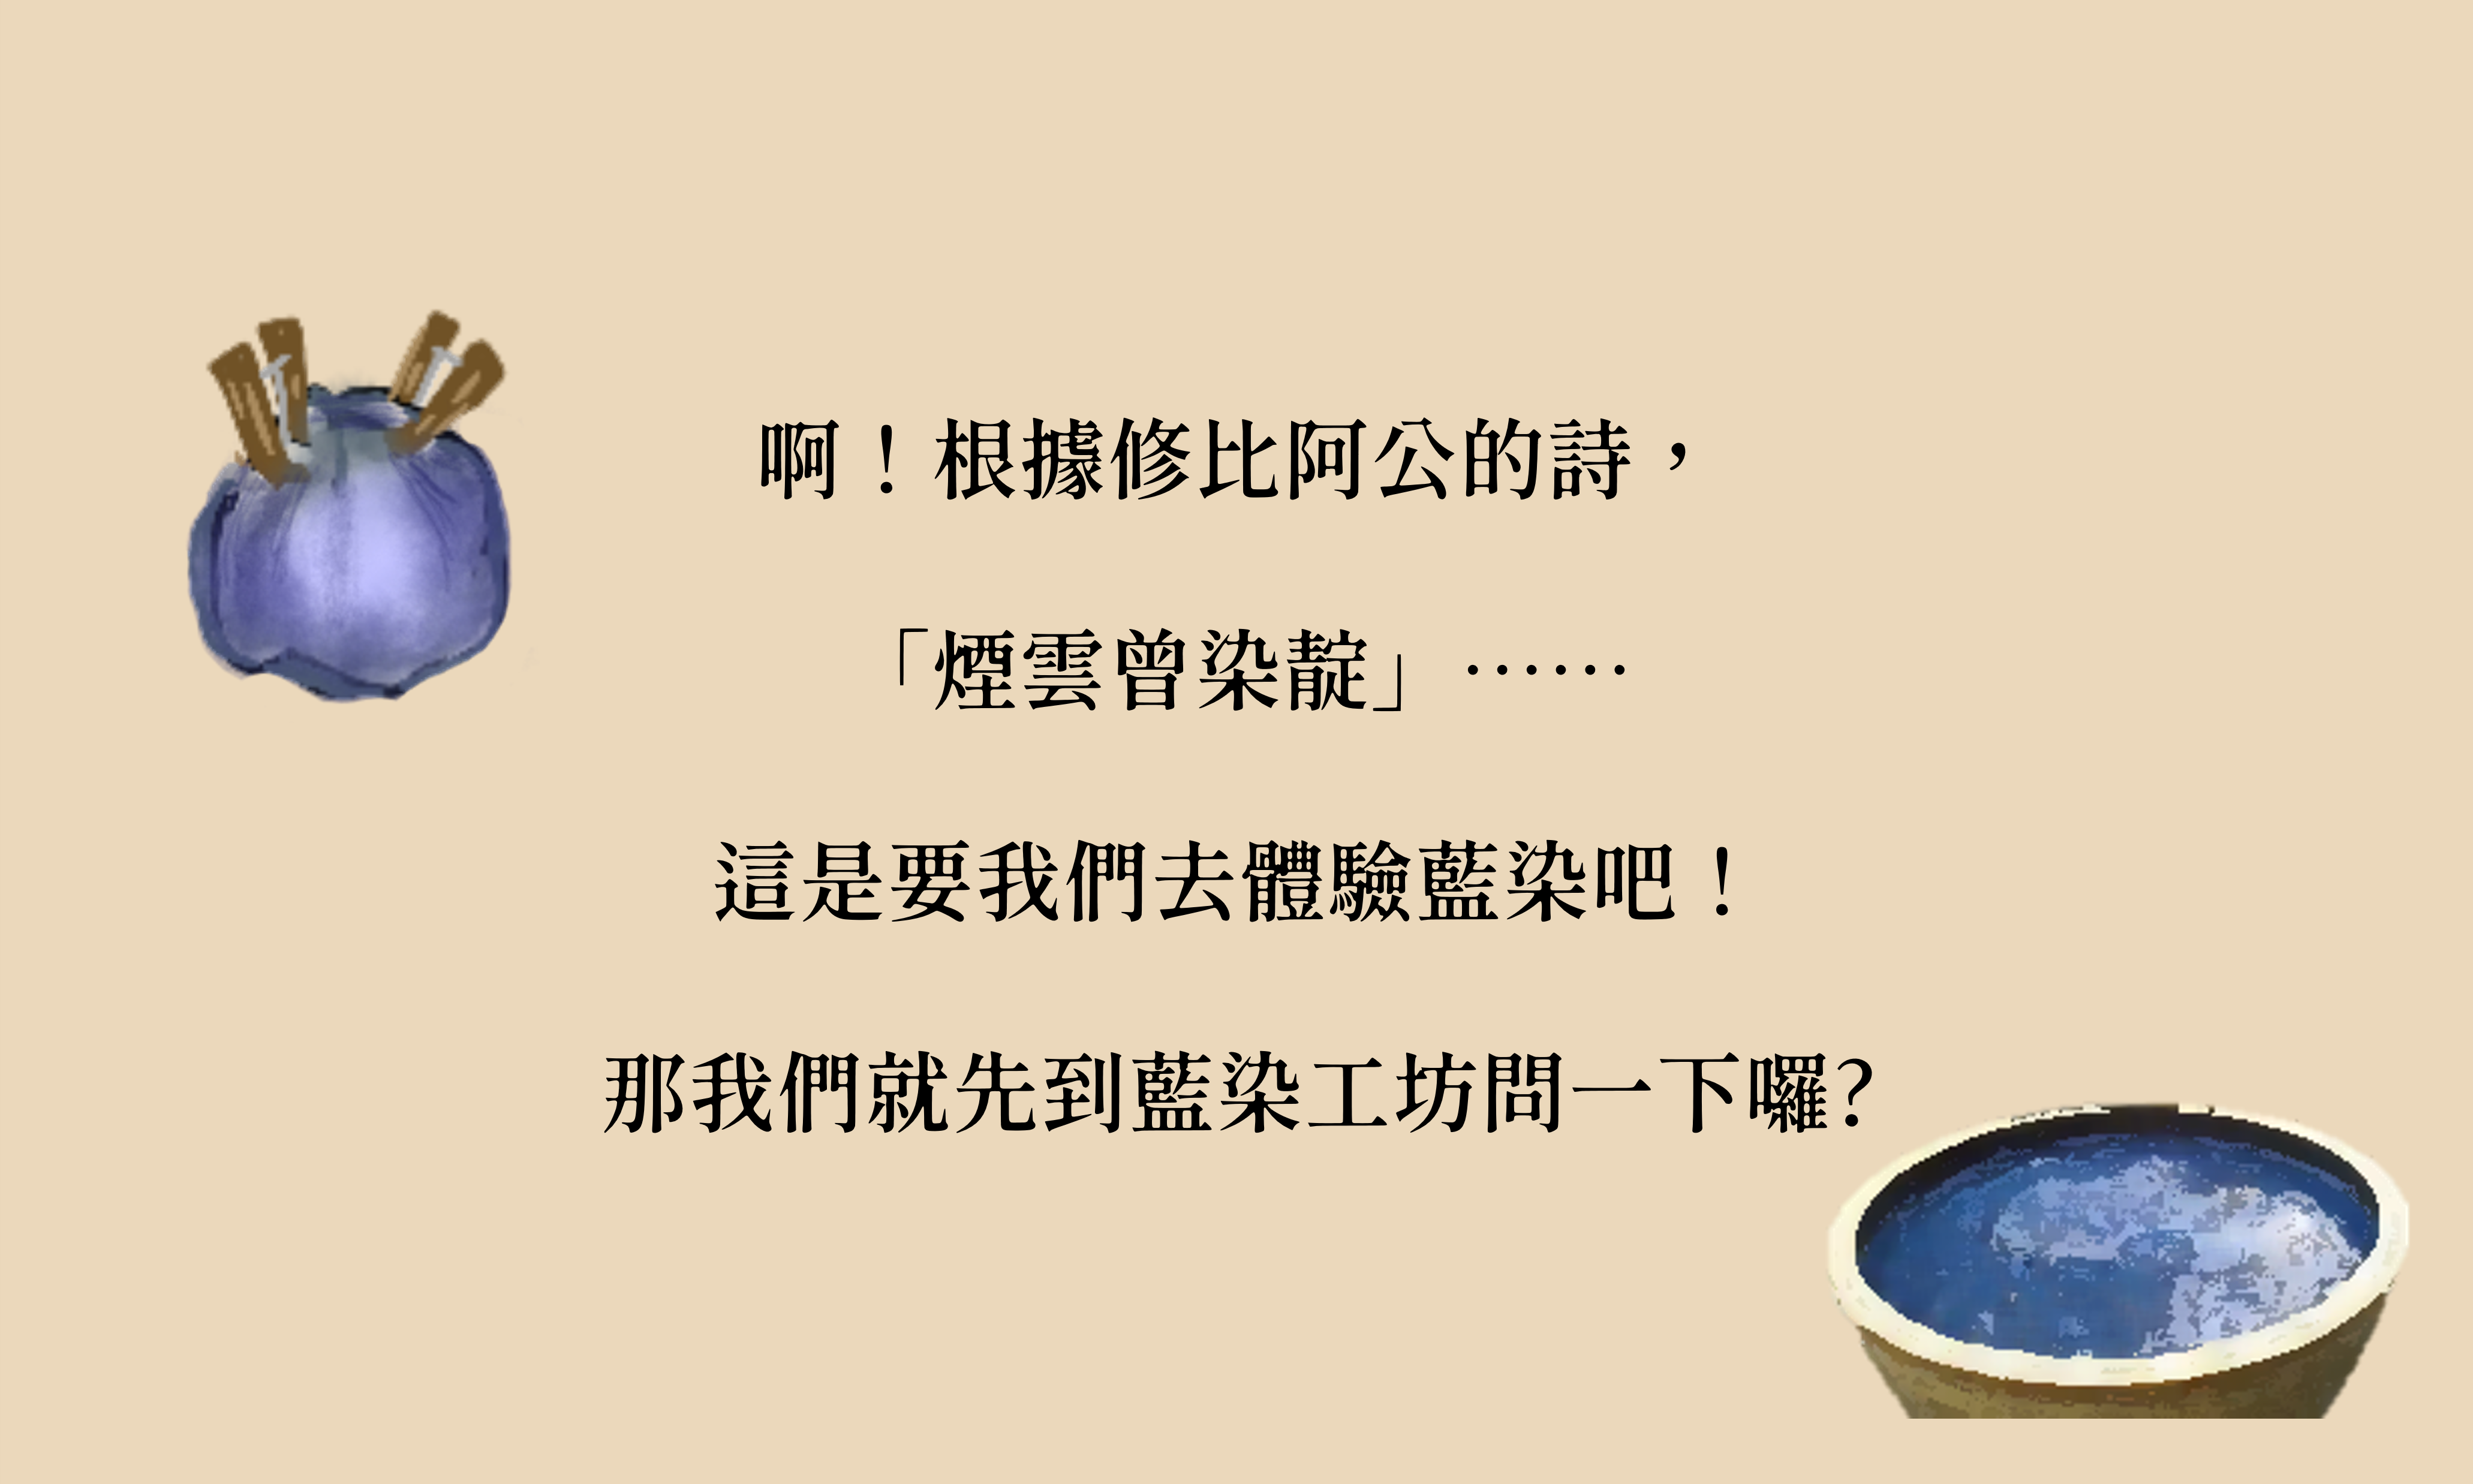 啊！根據修比阿公的詩，
「煙雲曾染靛」……
這是要我們去體驗藍染吧！
那我們就先到藍染工坊問一下囉?